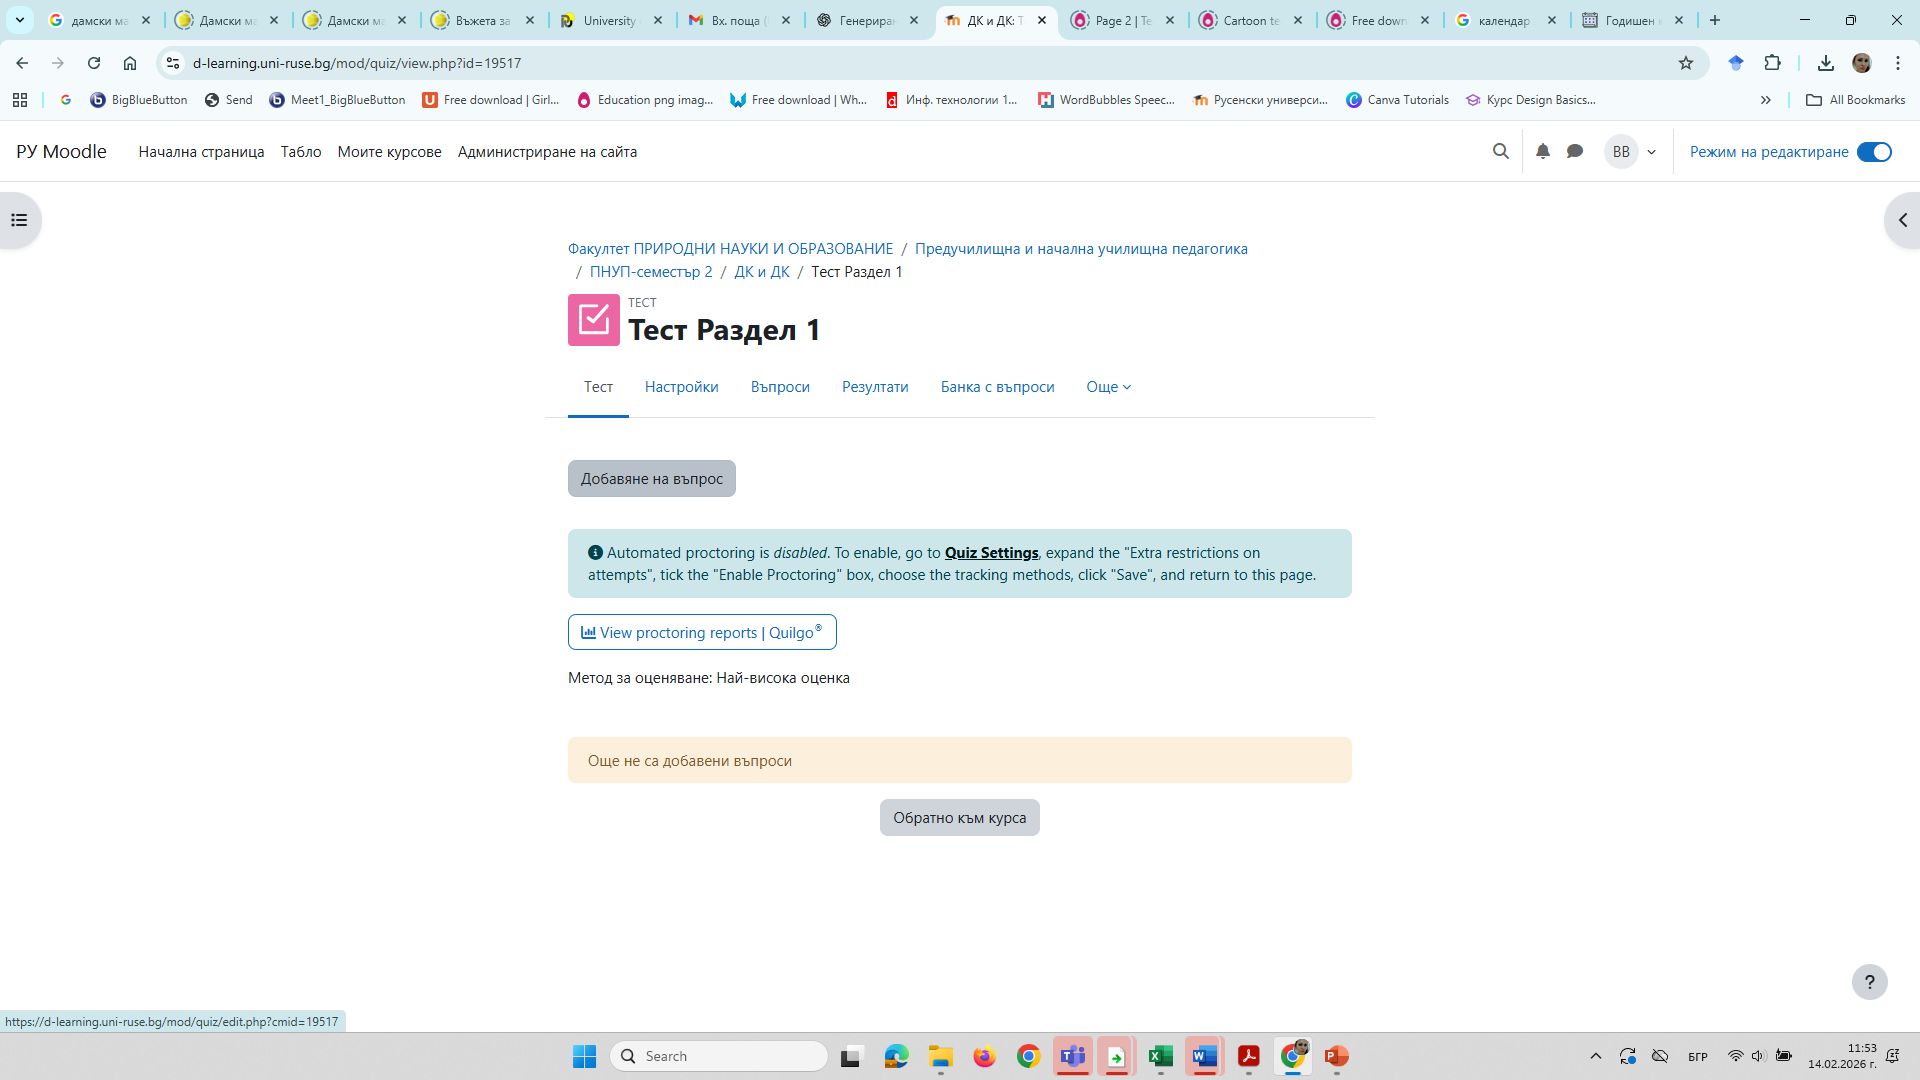 дамски ма
Дамски ма
Дамски ма
Въжета за
University
Вх. поща (
Генериран
ДК и ДК: Т
Page 2 | Те
Cartoon te
Free down
календар
Годишен к
d-learning.uni-ruse.bg/mod/quiz/view.php?id=19517
BigBlueButton
Send
Meet1_BigBlueButton
Free download | Girl...
Education png imag...
Free download | Wh...
Инф. технологии 1...
WordBubbles Speec...
Русенски универси...
Canva Tutorials
Курс Design Basics...
All Bookmarks
РУ Moodle
Начална страница
Табло
Моите курсове
Администриране на сайта
ВВ
Режим на редактиране
Факултет ПРИРОДНИ НАУКИ И ОБРАЗОВАНИЕ / Предучилищна и начална училищна педагогика
/ ПНУП-семестър 2 / ДК и ДК / Тест Раздел 1
ТЕСТ
Тест Раздел 1
Тест
Настройки
Въпроси
Резултати
Банка с въпроси
Още
Добавяне на въпрос
Automated proctoring is disabled. To enable, go to Quiz Settings, expand the "Extra restrictions on
attempts", tick the "Enable Proctoring" box, choose the tracking methods, click "Save", and return to this page.
View proctoring reports | Quilgo®
Метод за оценяване: Най-висока оценка
Още не са добавени въпроси
Обратно към курса
?
https://d-learning.uni-ruse.bg/mod/quiz/edit.php?cmid=19517
Search
БГР
11:53
14.02.2026 г.